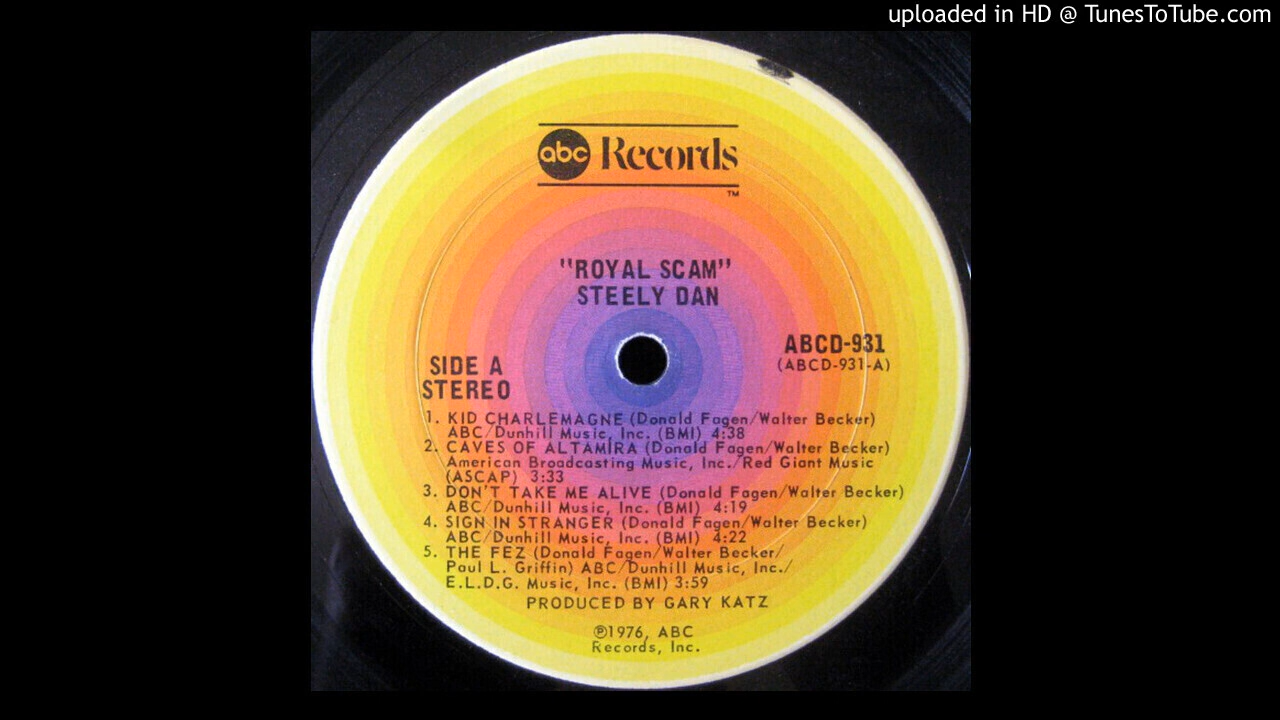 uploaded in HD @ TunesToTube.com
abc Records
TM
"ROYAL SCAM"
STEELY DAN
ABCD-931
(ABCD-931-A)
SIDE A
STEREO
1. KID CHARLEMAGNE (Donald Fagen/Walter Becker)
ABC/Dunhill Music, Inc. (BMI) 4:38
2. CAVES OF ALTAMIRA (Donald Fagen/Walter Becker)
American Broadcasting Music, Inc./Red Giant Music
(ASCAP) 3:33
3. DON'T TAKE ME ALIVE (Donald Fagen/Walter Becker)
ABC/Dunhill Music, Inc. (BMI) 4:19
4. SIGN IN STRANGER (Donald Fagen/Walter Becker)
ABC/Dunhill Music, Inc. (BMI) 4:22
5. THE FEZ (Donald Fagen/Walter Becker/
Paul L. Griffin) ABC/Dunhill Music, Inc./
E.L.D.G. Music, Inc. (BMI) 3:59
PRODUCED BY GARY KATZ
℗1976, ABC
Records, Inc.